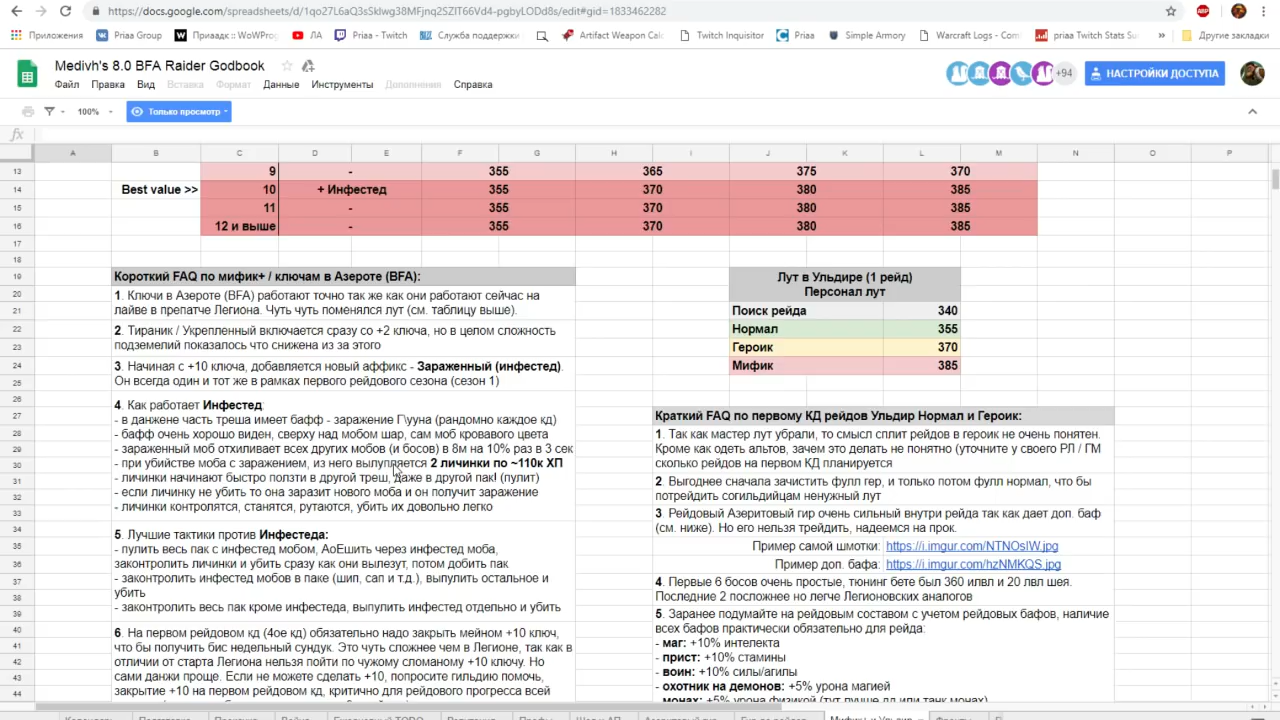 https://docs.google.com/spreadsheets/d/1qo27L6aQ3sSklwg38MFjnq2SZIT66Vd4-pgbyLODd8s/edit#gid=1833462282
Приложения Priaa Group Приаадк :: WoWProg ЛА Priaa - Twitch Служба поддержки Artifact Weapon Calc Twitch Inquisitor Priaa Simple Armory Warcraft Logs - Com priaa Twitch Stats Su » Другие закладки
Medivh's 8.0 BFA Raider Godbook
Файл Правка Вид Вставка Формат Данные Инструменты Дополнения Справка
+94 НАСТРОЙКИ ДОСТУПА
100% Только просмотр
fx
A B C D E F G H I J K L M N O P
13 9 - 355 365 375 370
14 Best value >> 10 + Инфестед 355 370 380 385
15 11 - 355 370 380 385
16 12 и выше - 355 370 380 385
17
18
19
20
21
22
23
24
25
26
27
28
29
30
31
32
33
34
35
36
37
38
39
40
41
42
43
44
Короткий FAQ по мифик+ / ключам в Азероте (BFA):
1. Ключи в Азероте (BFA) работают точно так же как они работают сейчас на
лайве в препатче Легиона. Чуть чуть поменялся лут (см. таблицу выше).
2. Тираник / Укрепленный включается сразу со +2 ключа, но в целом сложность
подземелий показалось что снижена из за этого
3. Начиная с +10 ключа, добавляется новый аффикс - Зараженный (инфестед).
Он всегда один и тот же в рамках первого рейдового сезона (сезон 1)
4. Как работает Инфестед:
- в данжене часть треша имеет бафф - заражение Г\ууна (рандомно каждое кд)
- бафф очень хорошо виден, сверху над мобом шар, сам моб кровавого цвета
- зараженный моб отхиливает всех других мобов (и босов) в 8м на 10% раз в 3 сек
- при убийстве моба с заражением, из него вылупляется 2 личинки по ~110к ХП
- личинки начинают быстро ползти в другой треш, даже в другой пак! (пулит)
- если личинку не убить то она заразит нового моба и он получит заражение
- личинки контролятся, станятся, рутаются, убить их довольно легко
5. Лучшие тактики против Инфестеда:
- пулить весь пак с инфестед мобом, АоЕшить через инфестед моба,
законтролить личинки и убить сразу как они вылезут, потом добить пак
- законтролить инфестед мобов в паке (шип, сап и т.д.), выпулить остальное и
убить
- законтролить весь пак кроме инфестеда, выпулить инфестед отдельно и убить
6. На первом рейдовом кд (4ое кд) обязательно надо закрыть мейном +10 ключ,
что бы получить бис недельный сундук. Это чуть сложнее чем в Легионе, так как в
отличии от старта Легиона нельзя пойти по чужому сломаному +10 ключу. Но
сами данжи проще. Если не можете сделать +10, попросите гильдию помочь,
закрытие +10 на первом рейдовом кд, критично для рейдового прогресса всей
Лут в Ульдире (1 рейд)
Персонал лут
Поиск рейда 340
Нормал 355
Героик 370
Мифик 385
Краткий FAQ по первому КД рейдов Ульдир Нормал и Героик:
1. Так как мастер лут убрали, то смысл сплит рейдов в героик не очень понятен.
Кроме как одеть альтов, зачем это делать не понятно (уточните у своего РЛ / ГМ
сколько рейдов на первом КД планируется
2. Выгоднее сначала зачистить фулл гер, и только потом фулл нормал, что бы
потрейдить согильдийцам ненужный лут
3 Рейдовый Азеритовый гир очень сильный внутри рейда так как дает доп. баф
(см. ниже). Но его нельзя трейдить, надеемся на прок.
Пример самой шмотки: https://i.imgur.com/NTNOsIW.jpg
Пример доп. бафа: https://i.imgur.com/hzNMKQS.jpg
4. Первые 6 босов очень простые, тюнинг бете был 360 илвл и 20 лвл шея.
Последние 2 посложнее но легче Легионовских аналогов
5. Заранее подумайте на рейдовым составом с учетом рейдовых бафов, наличие
всех бафов практически обязательно для рейда:
- маг: +10% интелекта
- прист: +10% стамины
- воин: +10% силы/агилы
- охотник на демонов: +5% урона магией
- монах: +5% урона физикой (тут лучше дд или танк монах)